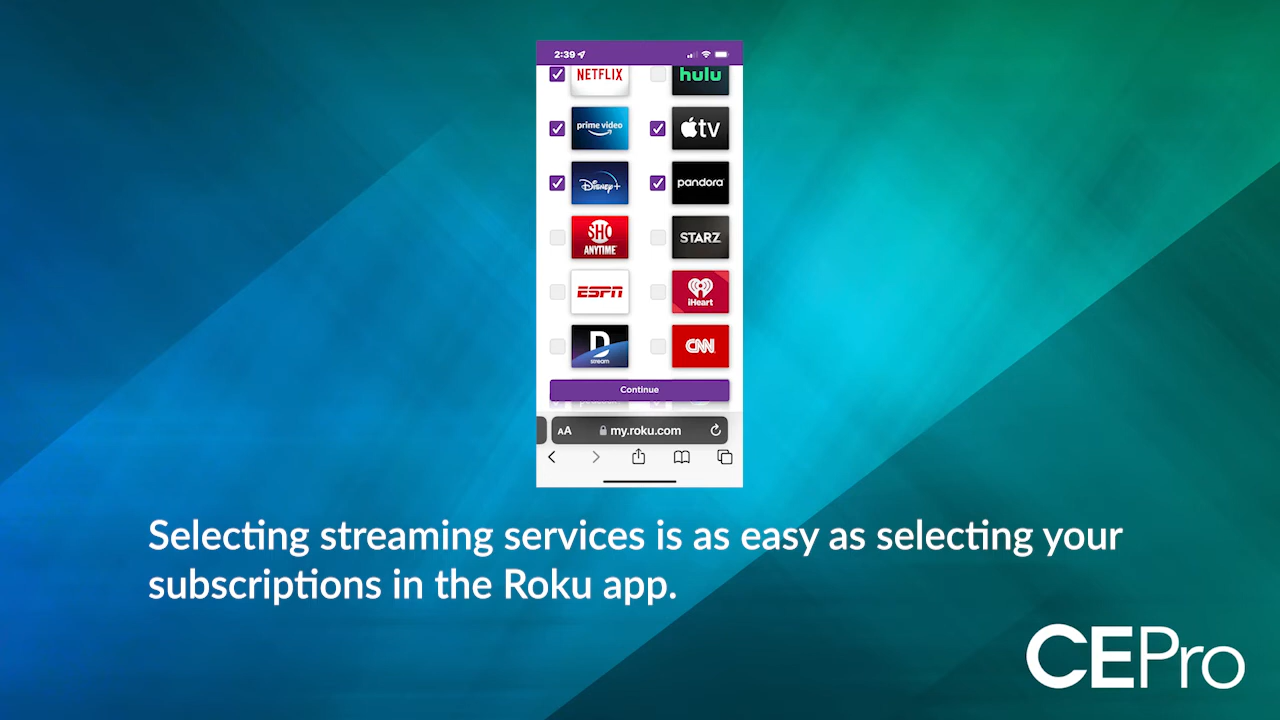 2:39
NETFLIX hulu
prime video tv
Disney+ pandora
SHO STARZ
ANYTIME
ESPN iHeart
D CNN
stream
Continue
AA my.roku.com
Selecting streaming services is as easy as selecting your
subscriptions in the Roku app.
CEPro